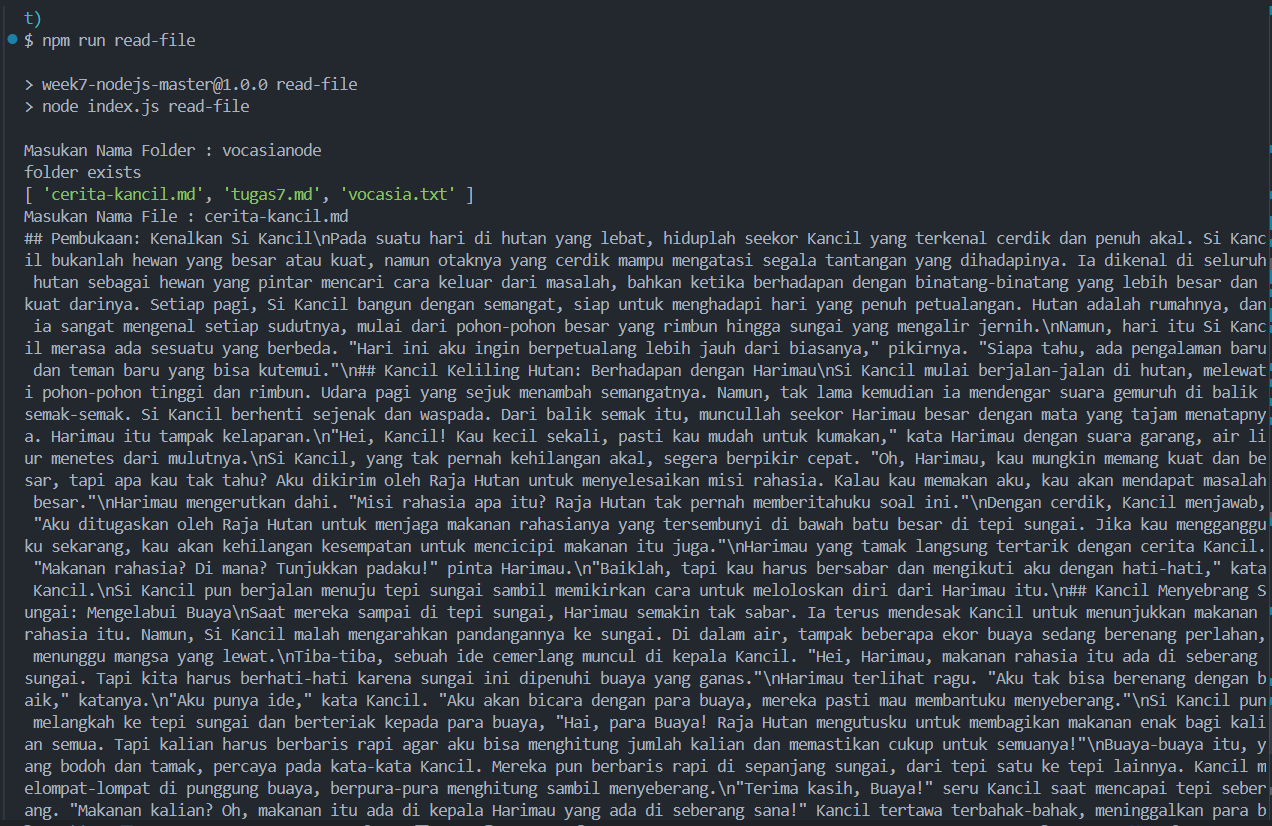 t)
$ npm run read-file
> week7-nodejs-master@1.0.0 read-file
> node index.js read-file
Masukan Nama Folder : vocasianode
folder exists
[ 'cerita-kancil.md', 'tugas7.md', 'vocasia.txt' ]
Masukan Nama File : cerita-kancil.md
## Pembukaan: Kenalkan Si Kancil\nPada suatu hari di hutan yang lebat, hiduplah seekor Kancil yang terkenal cerdik dan penuh akal. Si Kanc
il bukanlah hewan yang besar atau kuat, namun otaknya yang cerdik mampu mengatasi segala tantangan yang dihadapinya. Ia dikenal di seluruh
 hutan sebagai hewan yang pintar mencari cara keluar dari masalah, bahkan ketika berhadapan dengan binatang-binatang yang lebih besar dan
kuat darinya. Setiap pagi, Si Kancil bangun dengan semangat, siap untuk menghadapi hari yang penuh petualangan. Hutan adalah rumahnya, dan
 ia sangat mengenal setiap sudutnya, mulai dari pohon-pohon besar yang rimbun hingga sungai yang mengalir jernih.\nNamun, hari itu Si Kanc
il merasa ada sesuatu yang berbeda. "Hari ini aku ingin berpetualang lebih jauh dari biasanya," pikirnya. "Siapa tahu, ada pengalaman baru
 dan teman baru yang bisa kutemui."\n## Kancil Keliling Hutan: Berhadapan dengan Harimau\nSi Kancil mulai berjalan-jalan di hutan, melewat
i pohon-pohon tinggi dan rimbun. Udara pagi yang sejuk menambah semangatnya. Namun, tak lama kemudian ia mendengar suara gemuruh di balik
semak-semak. Si Kancil berhenti sejenak dan waspada. Dari balik semak itu, muncullah seekor Harimau besar dengan mata yang tajam menatapny
a. Harimau itu tampak kelaparan.\n"Hei, Kancil! Kau kecil sekali, pasti kau mudah untuk kumakan," kata Harimau dengan suara garang, air li
ur menetes dari mulutnya.\nSi Kancil, yang tak pernah kehilangan akal, segera berpikir cepat. "Oh, Harimau, kau mungkin memang kuat dan be
sar, tapi apa kau tak tahu? Aku dikirim oleh Raja Hutan untuk menyelesaikan misi rahasia. Kalau kau memakan aku, kau akan mendapat masalah
 besar."\nHarimau mengerutkan dahi. "Misi rahasia apa itu? Raja Hutan tak pernah memberitahuku soal ini."\nDengan cerdik, Kancil menjawab,
"Aku ditugaskan oleh Raja Hutan untuk menjaga makanan rahasianya yang tersembunyi di bawah batu besar di tepi sungai. Jika kau menggangguku
ku sekarang, kau akan kehilangan kesempatan untuk mencicipi makanan itu juga."\nHarimau yang tamak langsung tertarik dengan cerita Kancil.
 "Makanan rahasia? Di mana? Tunjukkan padaku!" pinta Harimau.\n"Baiklah, tapi kau harus bersabar dan mengikuti aku dengan hati-hati," kata
 Kancil.\nSi Kancil pun berjalan menuju tepi sungai sambil memikirkan cara untuk meloloskan diri dari Harimau itu.\n## Kancil Menyebrang S
ungai: Mengelabui Buaya\nSaat mereka sampai di tepi sungai, Harimau semakin tak sabar. Ia terus mendesak Kancil untuk menunjukkan makanan
rahasia itu. Namun, Si Kancil malah mengarahkan pandangannya ke sungai. Di dalam air, tampak beberapa ekor buaya sedang berenang perlahan,
 menunggu mangsa yang lewat.\nTiba-tiba, sebuah ide cemerlang muncul di kepala Kancil. "Hei, Harimau, makanan rahasia itu ada di seberang
sungai. Tapi kita harus berhati-hati karena sungai ini dipenuhi buaya yang ganas."\nHarimau terlihat ragu. "Aku tak bisa berenang dengan b
aik," katanya.\n"Aku punya ide," kata Kancil. "Aku akan bicara dengan para buaya, mereka pasti mau membantuku menyeberang."\nSi Kancil pun
 melangkah ke tepi sungai dan berteriak kepada para buaya, "Hai, para Buaya! Raja Hutan mengutusku untuk membagikan makanan enak bagi kali
an semua. Tapi kalian harus berbaris rapi agar aku bisa menghitung jumlah kalian dan memastikan cukup untuk semuanya!"\nBuaya-buaya itu, y
ang bodoh dan tamak, percaya pada kata-kata Kancil. Mereka pun berbaris rapi di sepanjang sungai, dari tepi satu ke tepi lainnya. Kancil m
elompat-lompat di punggung buaya, berpura-pura menghitung sambil menyeberang.\n"Terima kasih, Buaya!" seru Kancil saat mencapai tepi seber
ang. "Makanan kalian? Oh, makanan itu ada di kepala Harimau yang ada di seberang sana!" Kancil tertawa terbahak-bahak, meninggalkan para b